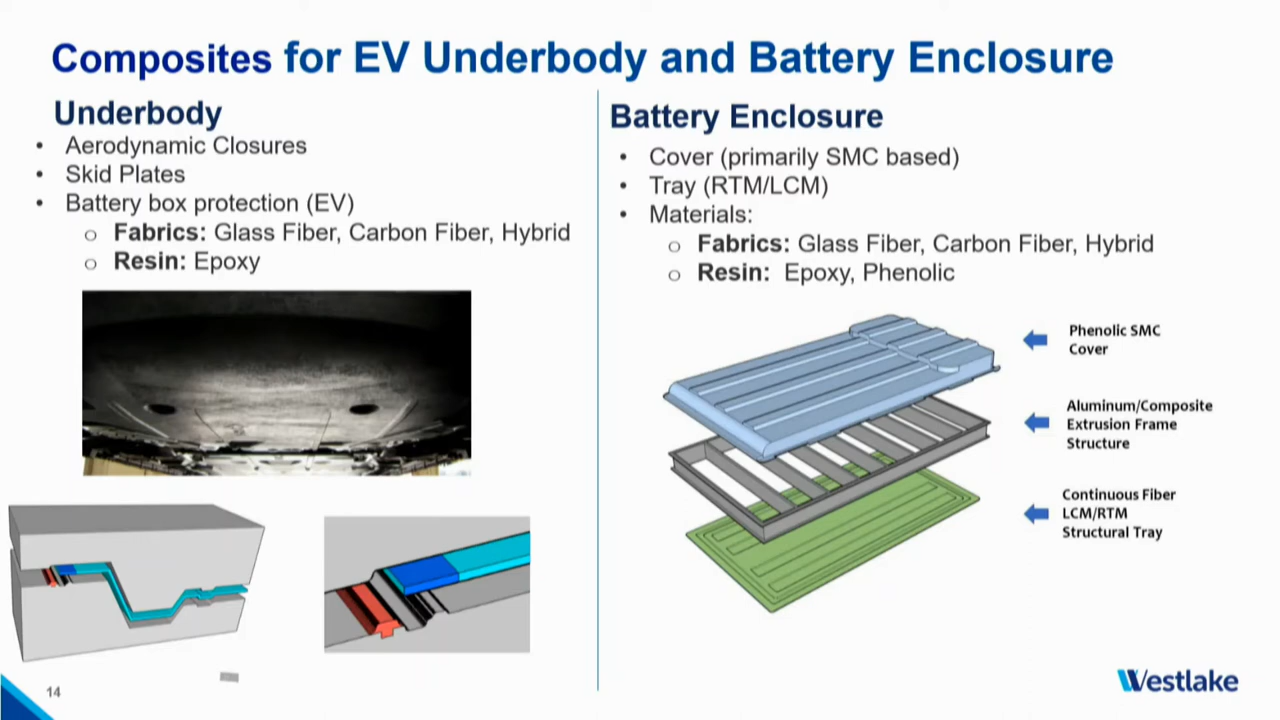 Composites for EV Underbody and Battery Enclosure
Underbody
• Aerodynamic Closures
• Skid Plates
• Battery box protection (EV)
o Fabrics: Glass Fiber, Carbon Fiber, Hybrid
o Resin: Epoxy
Battery Enclosure
• Cover (primarily SMC based)
• Tray (RTM/LCM)
• Materials:
o Fabrics: Glass Fiber, Carbon Fiber, Hybrid
o Resin: Epoxy, Phenolic
Phenolic SMC
Cover
Aluminum/Composite
Extrusion Frame
Structure
Continuous Fiber
LCM/RTM
Structural Tray
14
Westlake